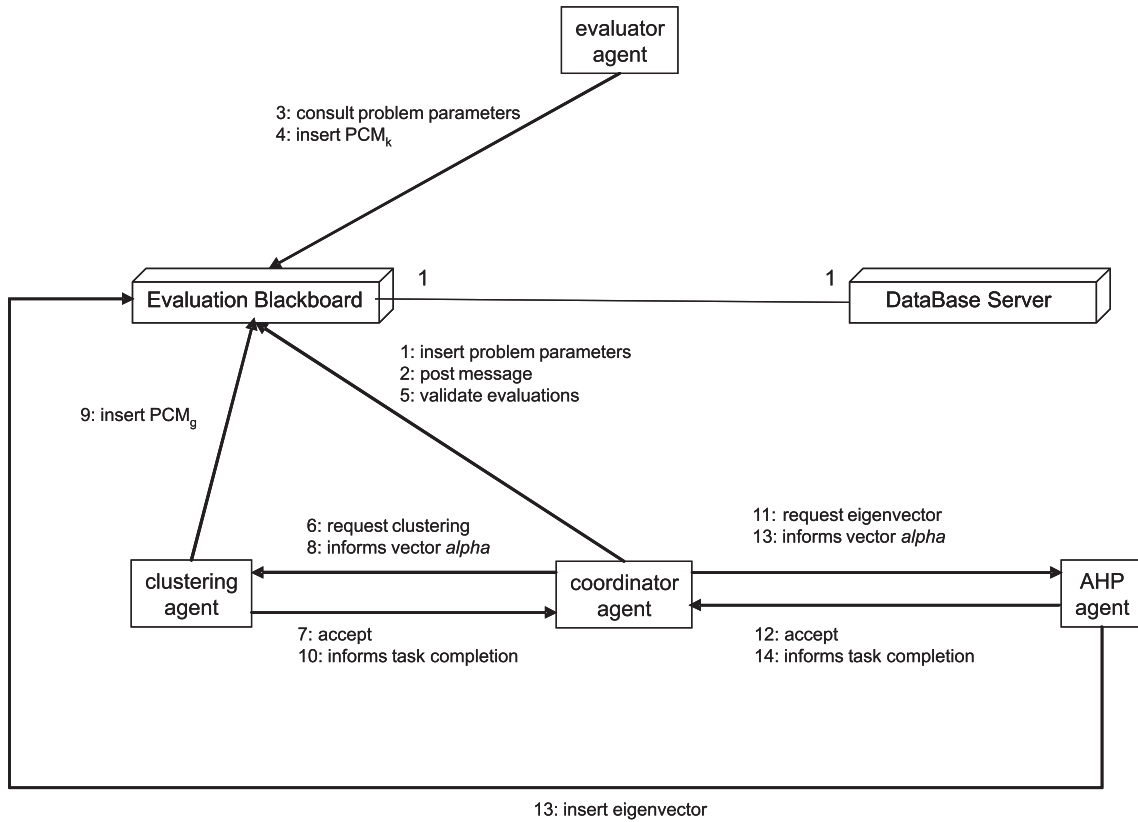 evaluator
agent
3: consult problem parameters
4: insert PCMk
1
1
Evaluation Blackboard
DataBase Server
1: insert problem parameters
2: post message
5: validate evaluations
9: insert PCMg
6: request clustering
8: informs vector alpha
11: request eigenvector
13: informs vector alpha
clustering
agent
coordinator
agent
AHP
agent
7: accept
10: informs task completion
12: accept
14: informs task completion
13: insert eigenvector